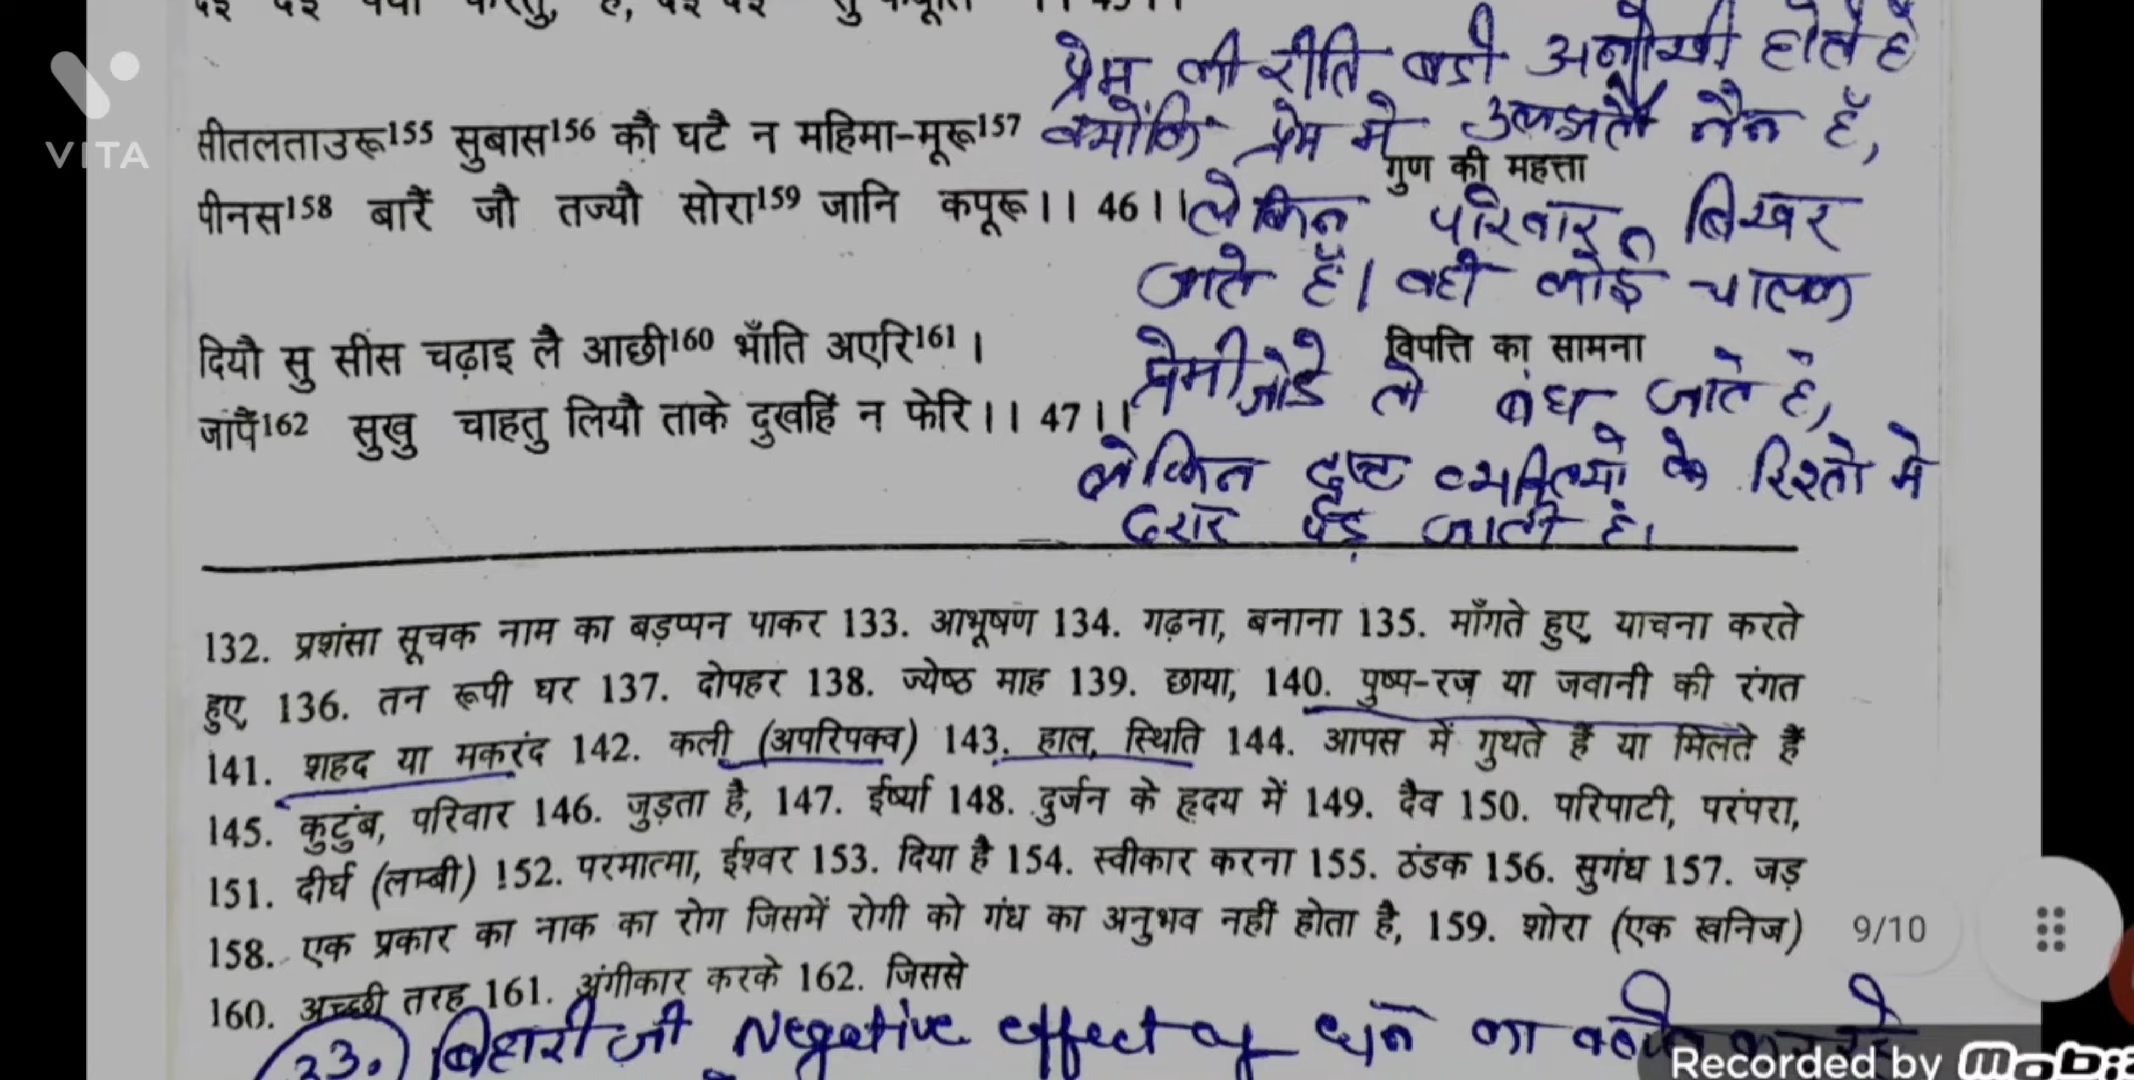 VITA
प्रेम की रीति बडी अनोखी होते है
सीतलताउरू155 सुबास156 कौ घटै न महिमा-मूरू157
क्योंकि प्रेम मे उलझते नैन हैं,
गुण की महत्ता
पीनस158 बारैं जौ तज्यौ सोरा159 जानि कपूरू।। 46।।
लेकिन परिवार बिखर
जाते हैं। वही कोई चालक
दियौ सु सीस चढ़ाइ लै आछी160 भाँति अएरि161 ।
विपत्ति का सामना
जांपैं162 सुखु चाहतु लियौ ताके दुखहिं न फेरि।। 47।।
प्रेमी जोडे तो बंध जाते है,
लेकिन दुष्ट व्यक्तियो के रिश्तो मे
दरार पड़ जाती है।
132. प्रशंसा सूचक नाम का बड़प्पन पाकर 133. आभूषण 134. गढ़ना, बनाना 135. माँगते हुए, याचना करते
हुए, 136. तन रूपी घर 137. दोपहर 138. ज्येष्ठ माह 139. छाया, 140. पुष्प-रज़ या जवानी की रंगत
141. शहद या मकरंद 142. कली (अपरिपक्व) 143. हाल, स्थिति 144. आपस में गुथते हैं या मिलते हैं
145. कुटुंब, परिवार 146. जुड़ता है, 147. ईर्ष्या 148. दुर्जन के हृदय में 149. दैव 150. परिपाटी, परंपरा,
151. दीर्घ (लम्बी) !52. परमात्मा, ईश्वर 153. दिया है 154. स्वीकार करना 155. ठंडक 156. सुगंध 157. जड़
158. एक प्रकार का नाक का रोग जिसमें रोगी को गंध का अनुभव नहीं होता है, 159. शोरा (एक खनिज)
9/10
160. अच्छी तरह 161. अंगीकार करके 162. जिससे
33. बिहारी जी Negative effect of धन का
Recorded by